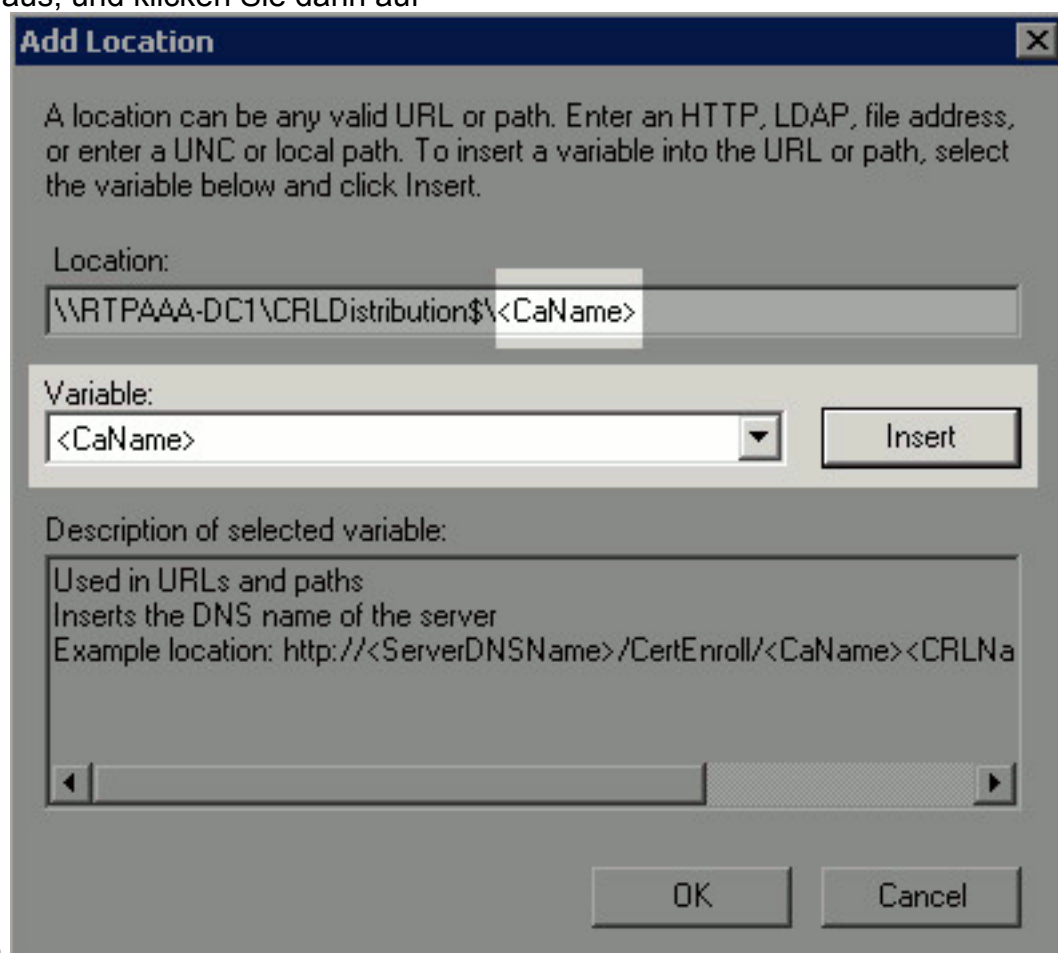 aus, und klicken Sie dann auf
Add Location
A location can be any valid URL or path. Enter an HTTP, LDAP, file address,
or enter a UNC or local path. To insert a variable into the URL or path, select
the variable below and click Insert.
Location:
\\RTPAAA-DC1\CRLDistribution$\<CaName>
Variable:
<CaName>
Insert
Description of selected variable:
Used in URLs and paths
Inserts the DNS name of the server
Example location: http://<ServerDNSName>/CertEnroll/<CaName><CRLNa
OK
Cancel